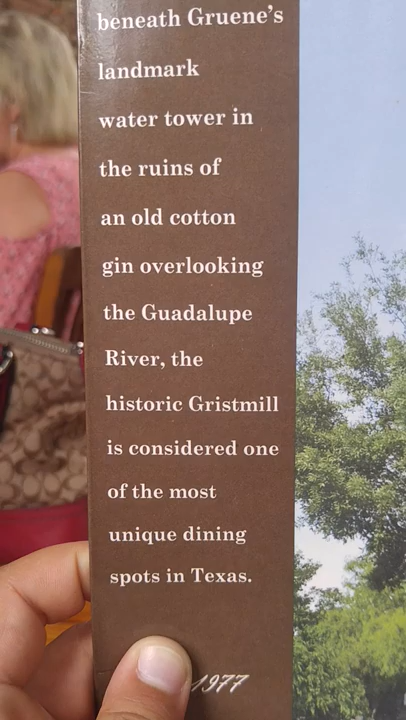 beneath Gruene's
landmark
water tower in
the ruins of
an old cotton
gin overlooking
the Guadalupe
River, the
historic Gristmill
is considered one
of the most
unique dining
spots in Texas.
1977